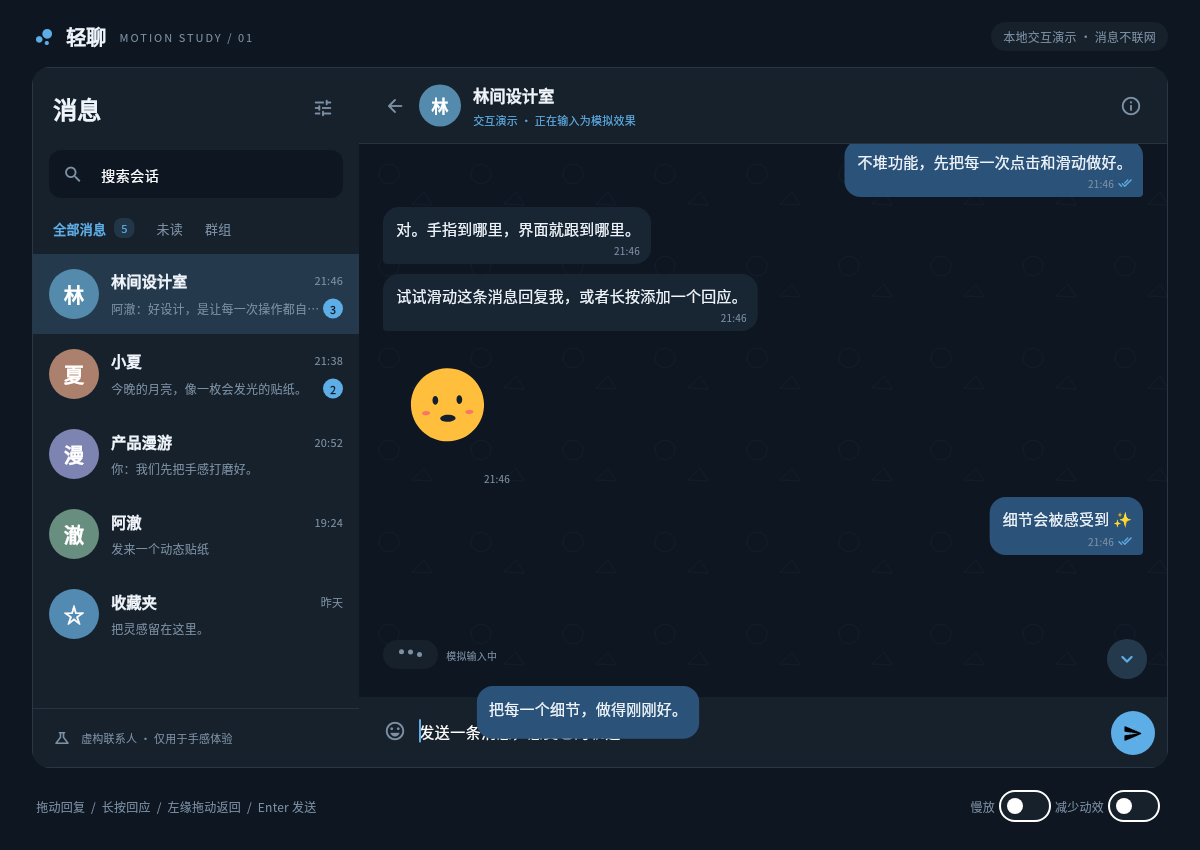 轻聊 MOTION STUDY / 01
本地交互演示 · 消息不联网
消息
搜索会话
全部消息 5 未读 群组
林 林间设计室 21:46
阿澈：好设计，是让每一次操作都自… 3
夏 小夏 21:38
今晚的月亮，像一枚会发光的贴纸。 2
漫 产品漫游 20:52
你：我们先把手感打磨好。
澈 阿澈 19:24
发来一个动态贴纸
收藏夹 昨天
把灵感留在这里。
虚构联系人 · 仅用于手感体验
林 林间设计室
交互演示 · 正在输入为模拟效果
不堆功能，先把每一次点击和滑动做好。
21:46
对。手指到哪里，界面就跟到哪里。
21:46
试试滑动这条消息回复我，或者长按添加一个回应。
21:46
21:46
细节会被感受到 ✨
21:46
模拟输入中
把每一个细节，做得刚刚好。
发送一条
拖动回复 / 长按回应 / 左缘拖动返回 / Enter 发送
慢放 减少动效